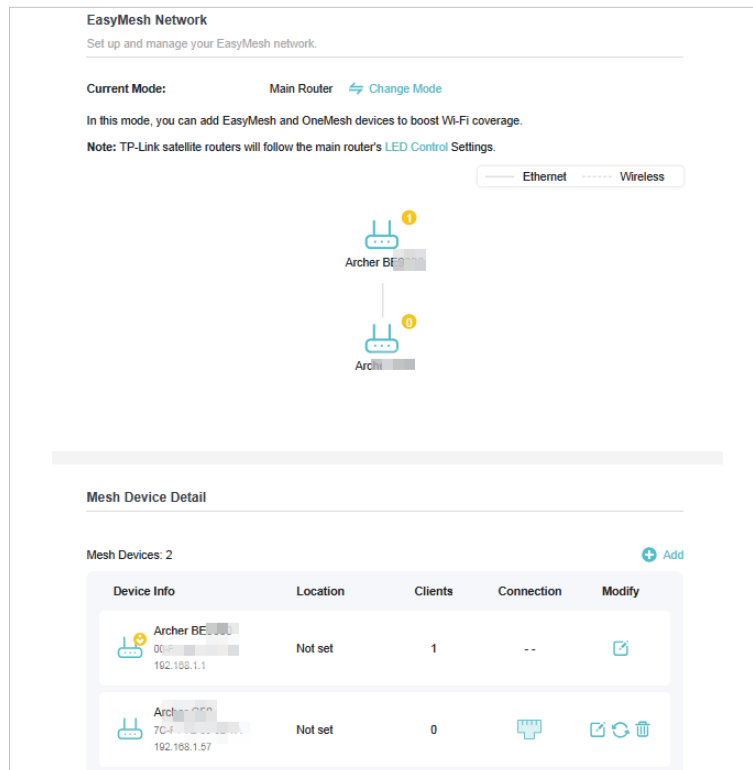 EasyMesh Network
Set up and manage your EasyMesh network.
Current Mode: Main Router Change Mode
In this mode, you can add EasyMesh and OneMesh devices to boost Wi-Fi coverage.
Note: TP-Link satellite routers will follow the main router's LED Control Settings.
Ethernet Wireless
1
Archer
0
Mesh Device Detail
Mesh Devices: 2 Add
Device Info Location Clients Connection Modify
Archer
Not set 1 - -
192.168.1.1
Not set 0
192.168.1.57